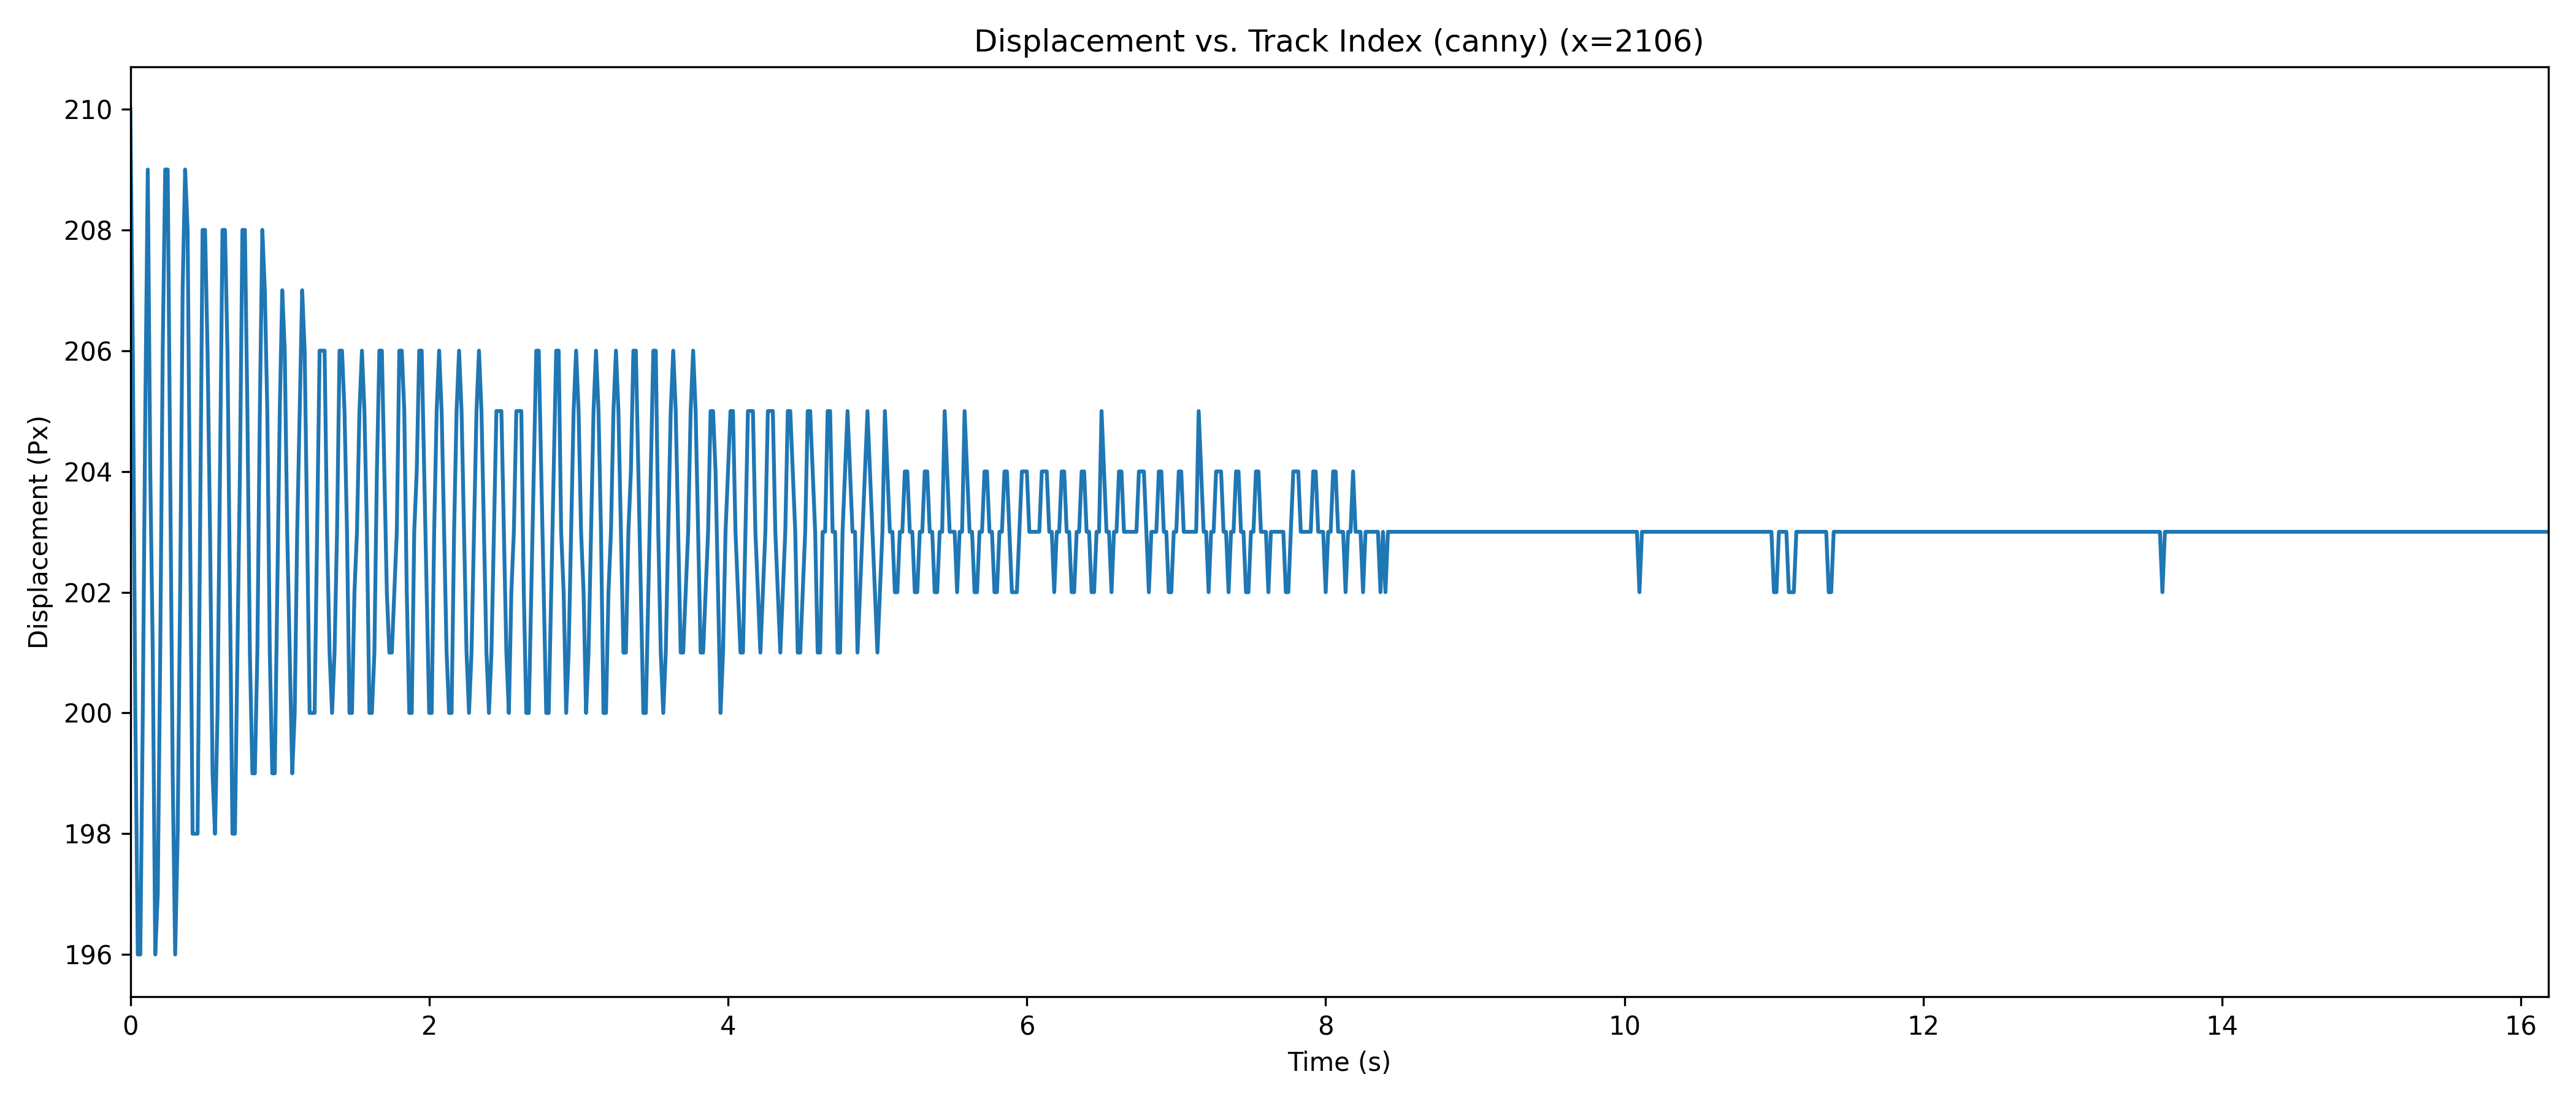 Displacement vs. Track Index (canny) (x=2106)
210
208
206
204
202
200
198
196
Displacement (Px)
0 2 4 6 8 10 12 14 16
Time (s)